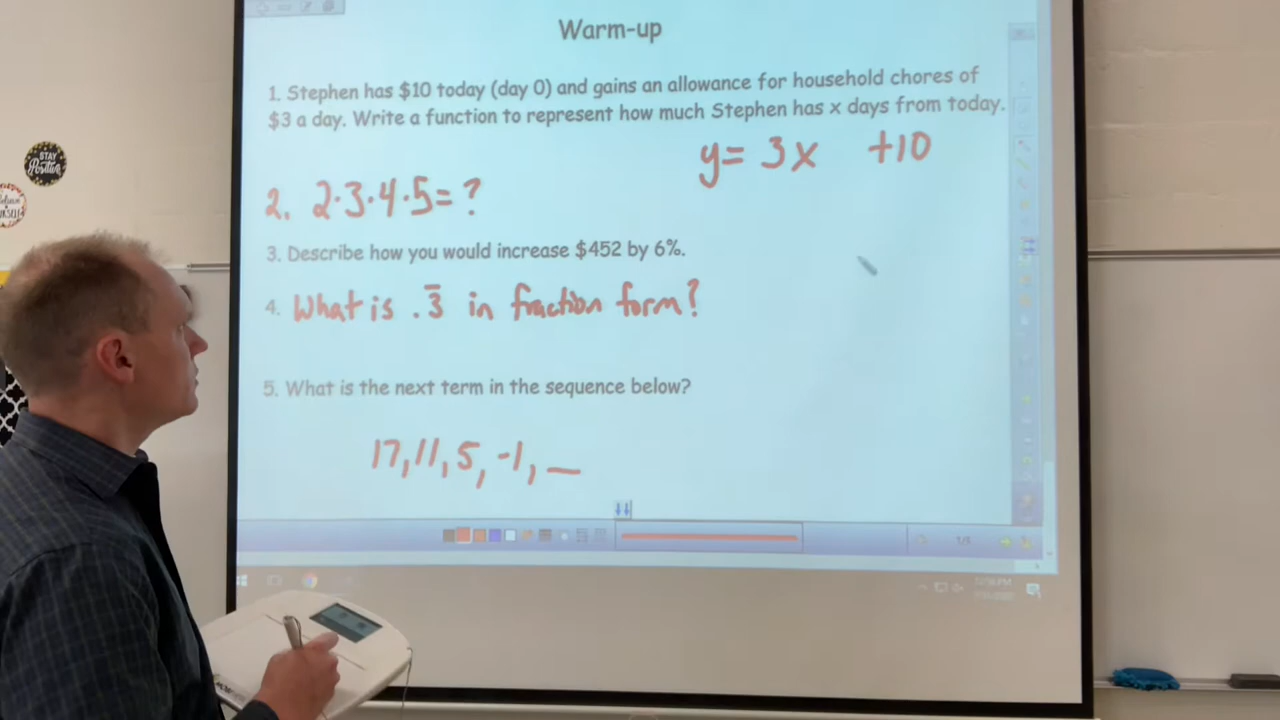 Warm-up
1. Stephen has $10 today (day 0) and gains an allowance for household chores of
$3 a day. Write a function to represent how much Stephen has x days from today.
y= 3x +10
2. 2·3·4·5=?
3. Describe how you would increase $452 by 6%.
4. What is .3̅ in fraction form?
5. What is the next term in the sequence below?
17, 11, 5, -1, __
STAY
Positive